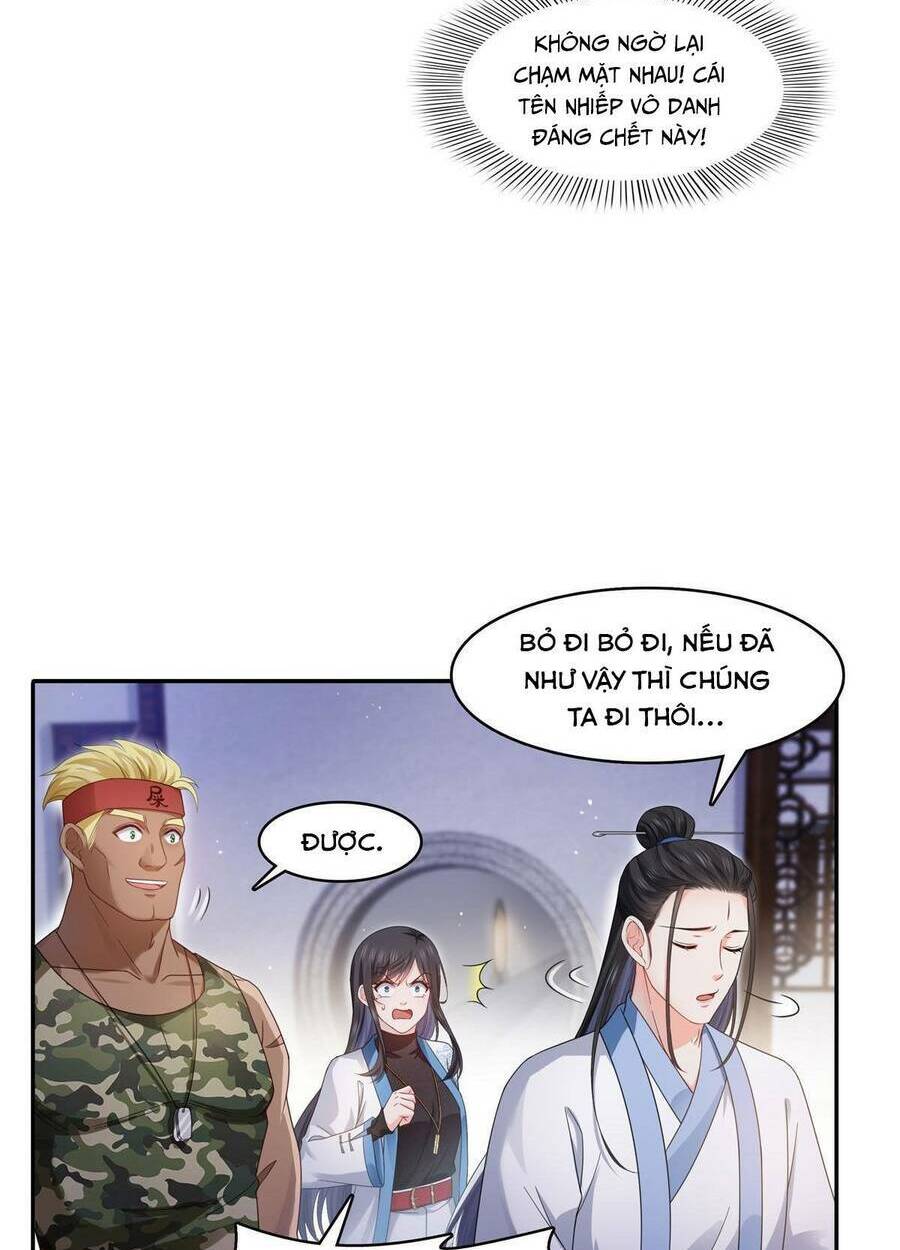 KHÔNG NGỜ LẠI
CHẠM MẶT NHAU! CÁI
TÊN NHIẾP VÔ DANH
ĐÁNG CHẾT NÀY!
BỎ ĐI BỎ ĐI, NẾU ĐÃ
NHƯ VẬY THÌ CHÚNG
TA ĐI THÔI...
屎
ĐƯỢC.